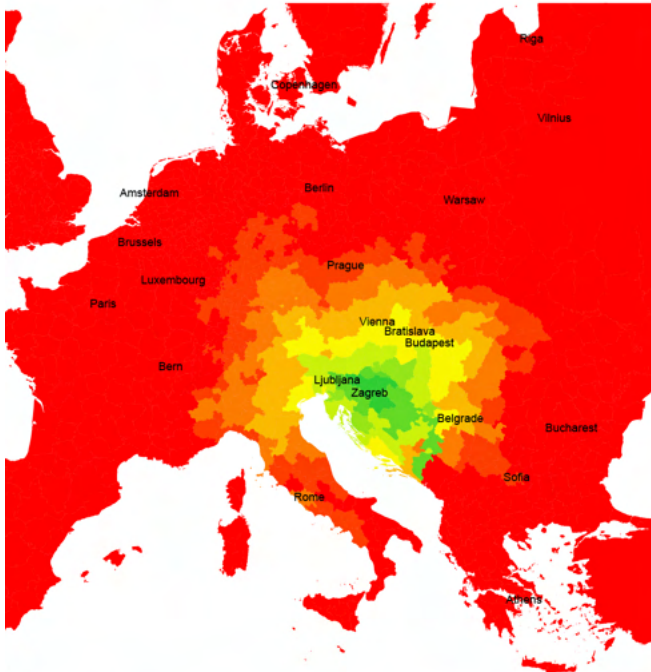 Riga
Copenhagen
Vilnius
Berlin
Amsterdam
Warsaw
Brussels
Prague
Luxembourg
Paris
Vienna
Bratislava
Budapest
Bern
Ljubljana
Zagreb
Belgrade
Bucharest
Sofia
Rome
Athens